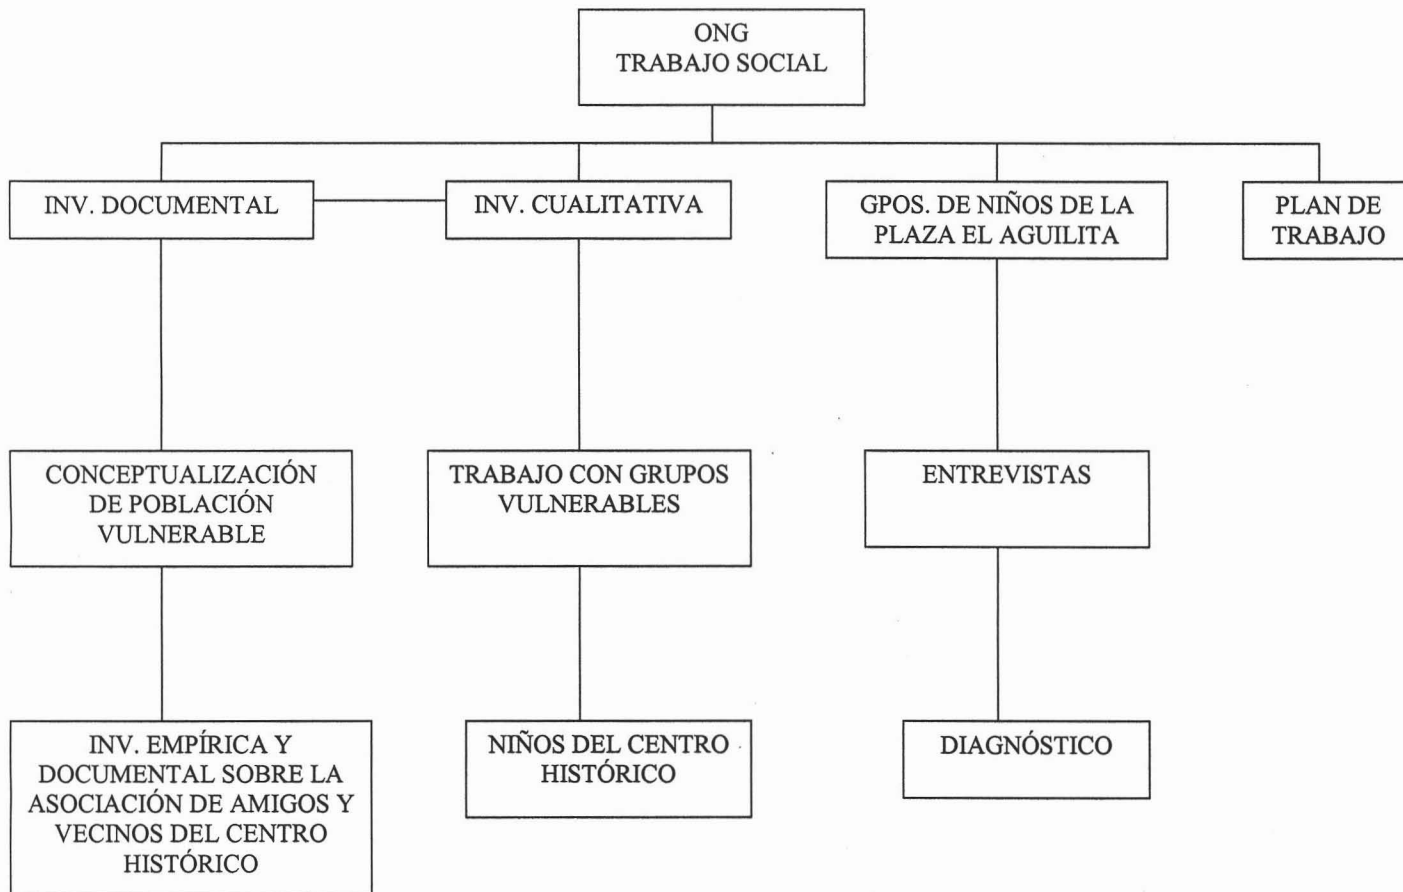 ONG
TRABAJO SOCIAL
INV. DOCUMENTAL
INV. CUALITATIVA
GPOS. DE NIÑOS DE LA
PLAZA EL AGUILITA
PLAN DE
TRABAJO
CONCEPTUALIZACIÓN
DE POBLACIÓN
VULNERABLE
TRABAJO CON GRUPOS
VULNERABLES
ENTREVISTAS
INV. EMPÍRICA Y
DOCUMENTAL SOBRE LA
ASOCIACIÓN DE AMIGOS Y
VECINOS DEL CENTRO
HISTÓRICO
NIÑOS DEL CENTRO
HISTÓRICO
DIAGNÓSTICO